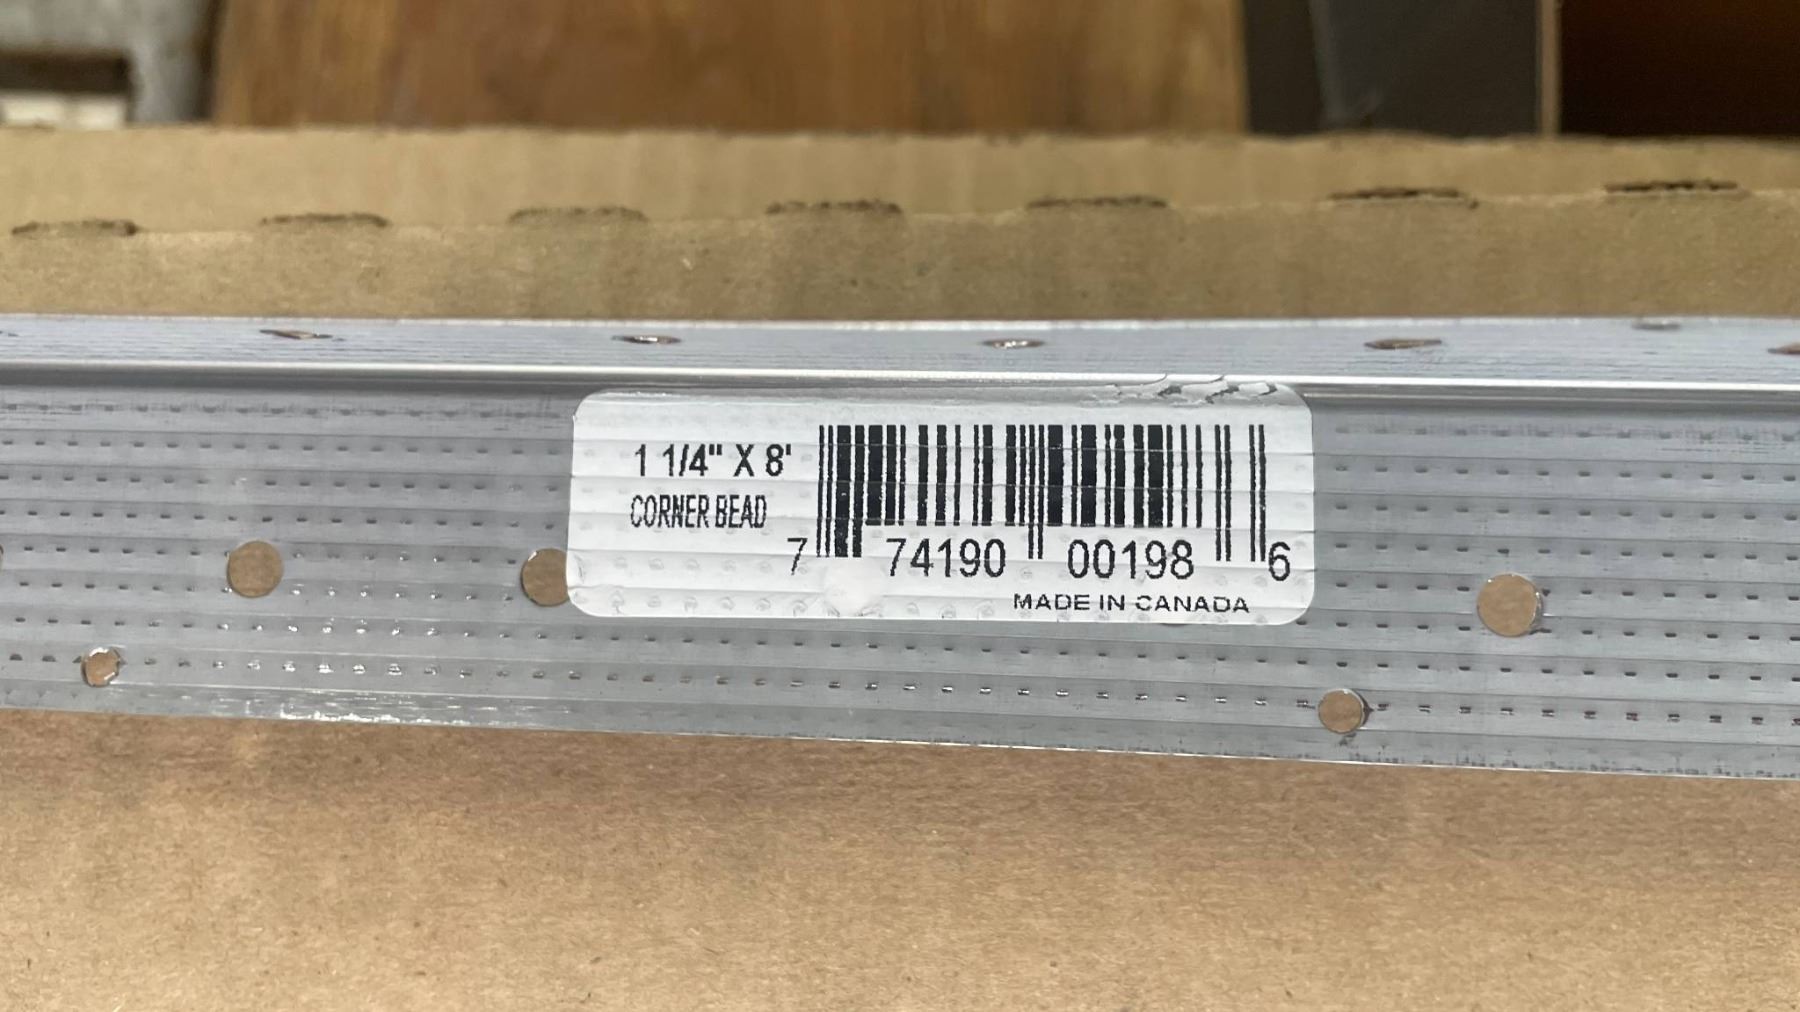 1 1/4" X 8'
CORNER BEAD
7 74190 00198 6
MADE IN CANADA